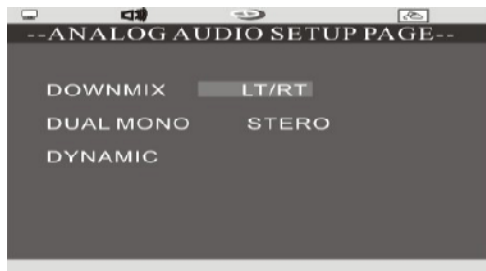 --ANALOG AUDIO SETUP PAGE--
DOWNMIX LT/RT
DUAL MONO STERO
DYNAMIC